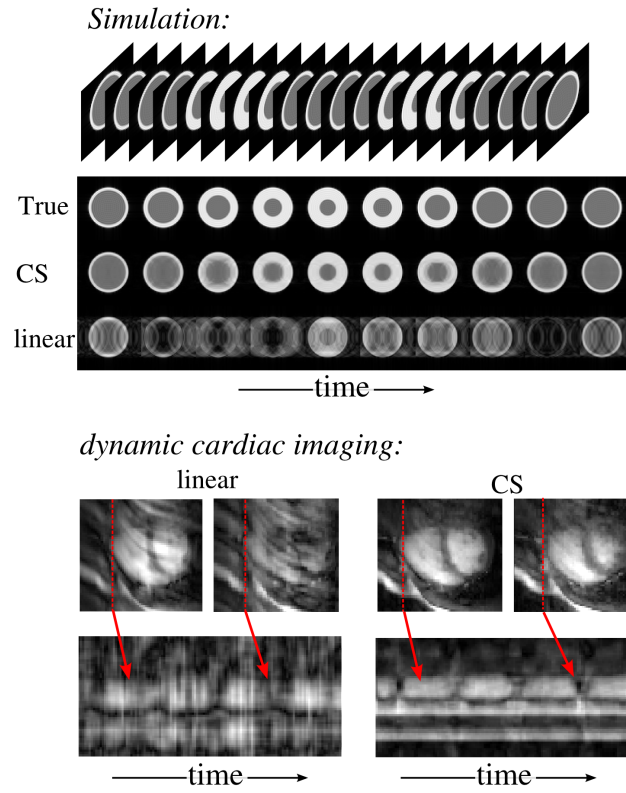 Simulation:
True
CS
linear
time
dynamic cardiac imaging:
linear
CS
time
time